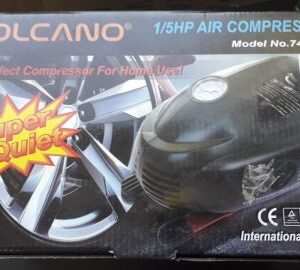 OLCANO®
1/5HP AIR COMPRES
Model No.74
fect Compressor For Home Use!
Super
Quiet
CE
International